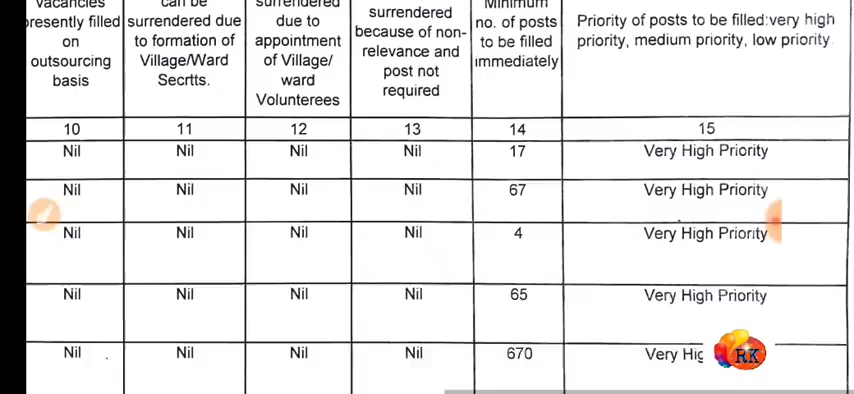 vacancies
presently filled
on
outsourcing
basis
can be
surrendered due
to formation of
Village/Ward
Secrtts.
surrendered
due to
appointment
of Village/
ward
Volunterees
surrendered
because of non-
relevance and
post not
required
Minimum
no. of posts
to be filled
immediately
Priority of posts to be filled:very high
priority, medium priority, low priority
10 11 12 13 14 15
Nil Nil Nil Nil 17 Very High Priority
Nil Nil Nil Nil 67 Very High Priority
Nil Nil Nil Nil 4 Very High Priority
Nil Nil Nil Nil 65 Very High Priority
Nil Nil Nil Nil 670 Very Hig
RK